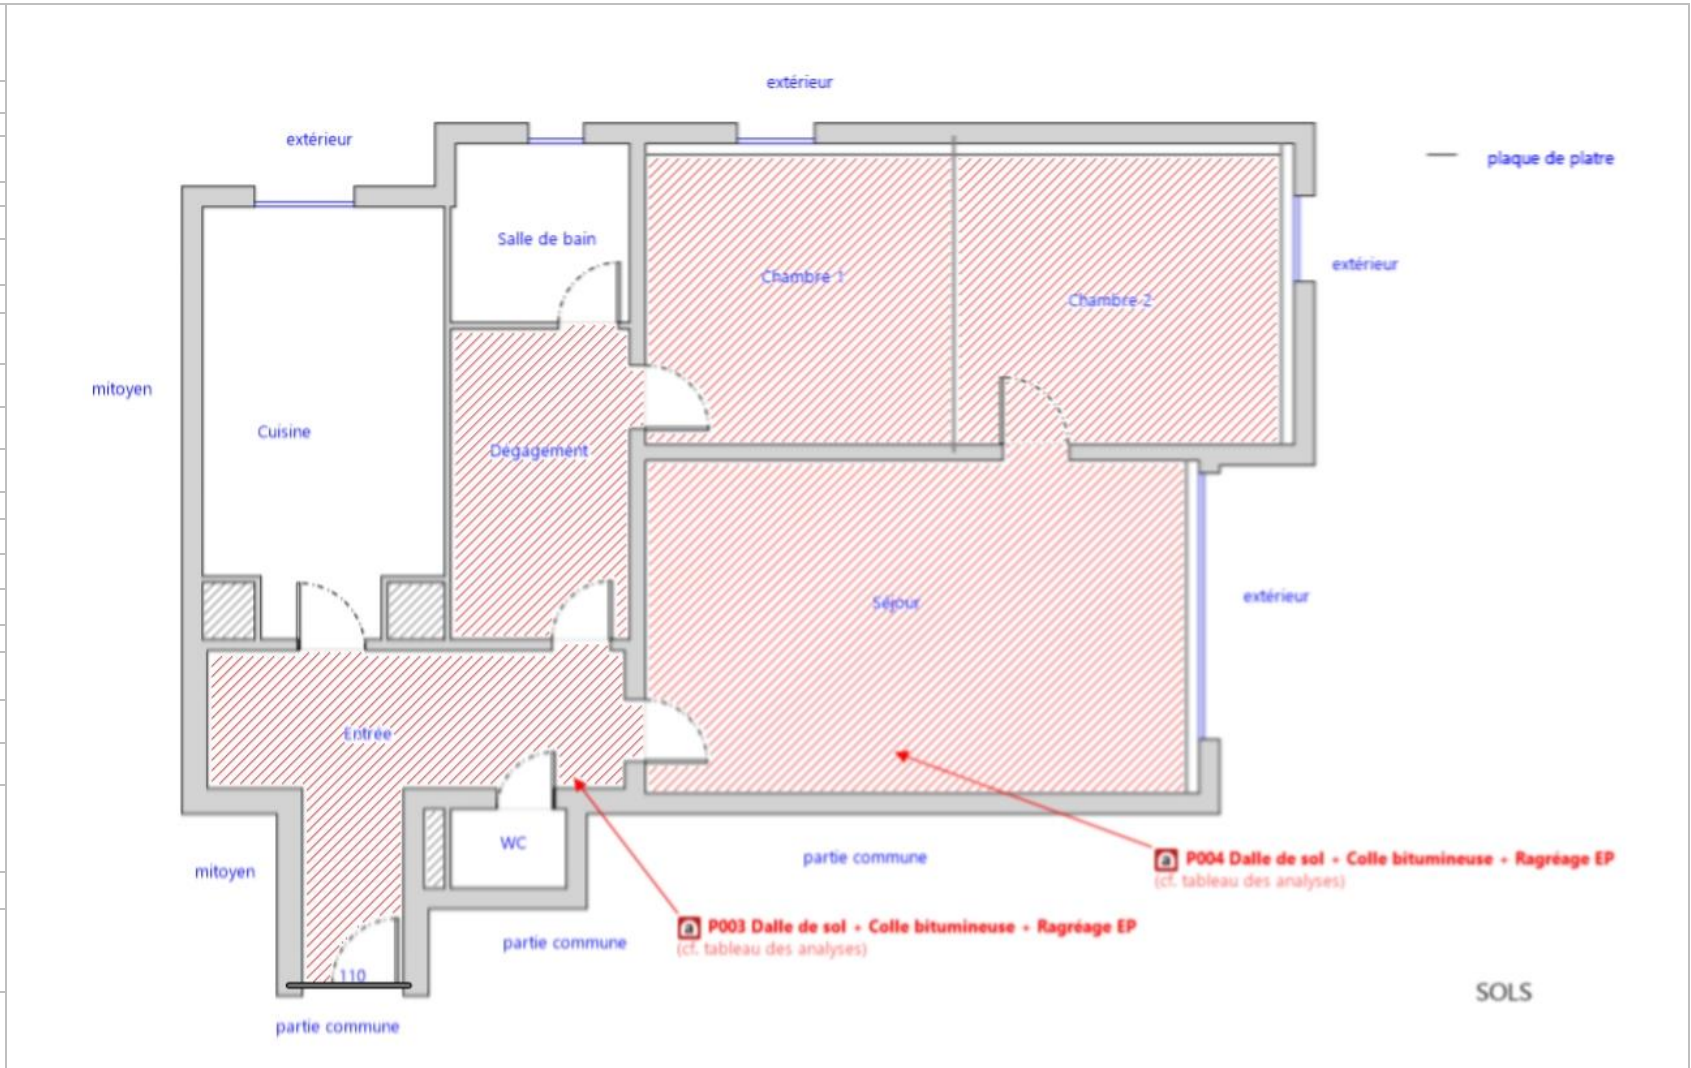 extérieur
extérieur
plaque de platre
Salle de bain
extérieur
Chambre 1
Chambre 2
mitoyen
Cuisine
Dégagement
extérieur
Séjour
Entrée
WC
partie commune
P004 Dalle de sol + Colle bitumineuse + Ragréage EP
(cf. tableau des analyses)
mitoyen
P003 Dalle de sol + Colle bitumineuse + Ragréage EP
(cf. tableau des analyses)
partie commune
110
SOLS
partie commune